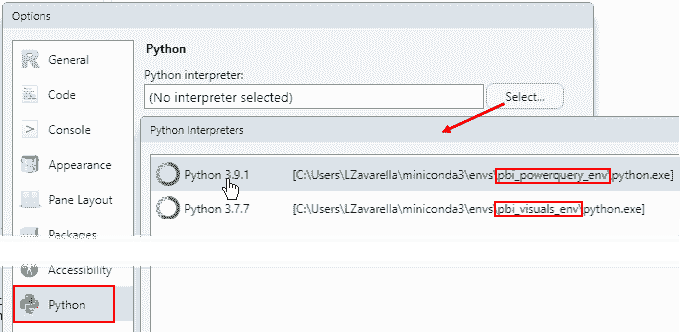 Options
General
Code
Console
Appearance
Pane Layout
Packages
Accessibility
Python
Python
Python interpreter:
(No interpreter selected)
Select...
Python Interpreters
Python 3.9.1 [C:\Users\LZavarella\miniconda3\envs\pbi_powerquery_env\python.exe]
Python 3.7.7 [C:\Users\LZavarella\miniconda3\envs\pbi_visuals_env\python.exe]